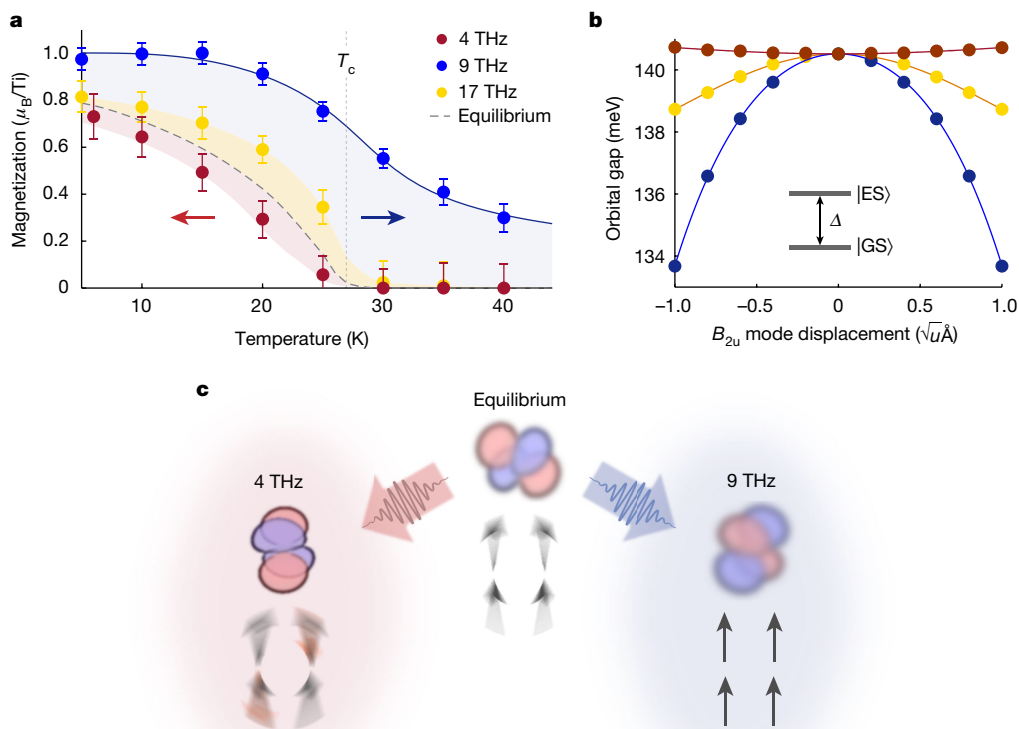 a
Magnetization (μB/Ti)
1.0
0.8
0.6
0.4
0.2
0
10
20
30
40
Temperature (K)
Tc
4 THz
9 THz
17 THz
Equilibrium
b
Orbital gap (meV)
140
138
136
134
–1.0
–0.5
0
0.5
1.0
B2u mode displacement (√uÅ)
|ES⟩
Δ
|GS⟩
c
Equilibrium
4 THz
9 THz